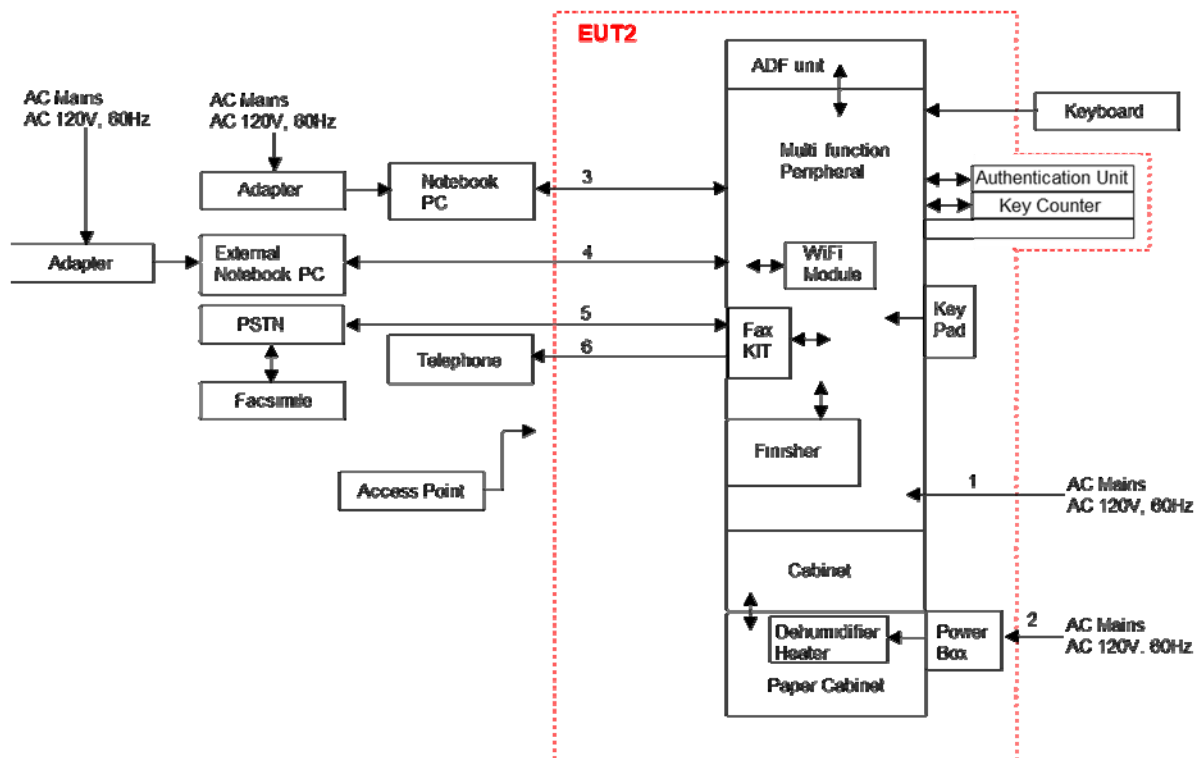 EUT2
ADF unit
AC Mains
AC 120V, 60Hz
AC Mains
AC 120V, 60Hz
Keyboard
Multi function
Peripheral
Authentication Unit
Key Counter
Adapter
Notebook
PC
3
Adapter
External
Notebook PC
4
WiFi
Module
PSTN
5
Fax
KIT
Key
Pad
Telephone
6
Facsimile
Finisher
Access Point
1
AC Mains
AC 120V, 60Hz
Cabinet
Dehumidifier
Heater
Power
Box
2
AC Mains
AC 120V. 60Hz
Paper Cabinet